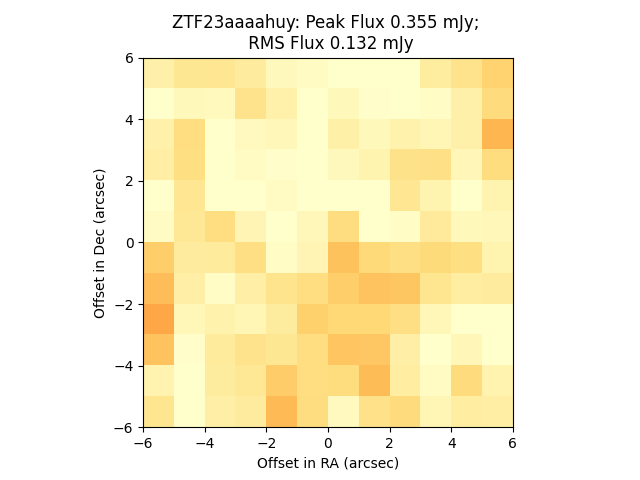 ZTF23aaaahuy: Peak Flux 0.355 mJy;
RMS Flux 0.132 mJy
6
4
2
0
−2
−4
−6
Offset in Dec (arcsec)
−6 −4 −2 0 2 4 6
Offset in RA (arcsec)